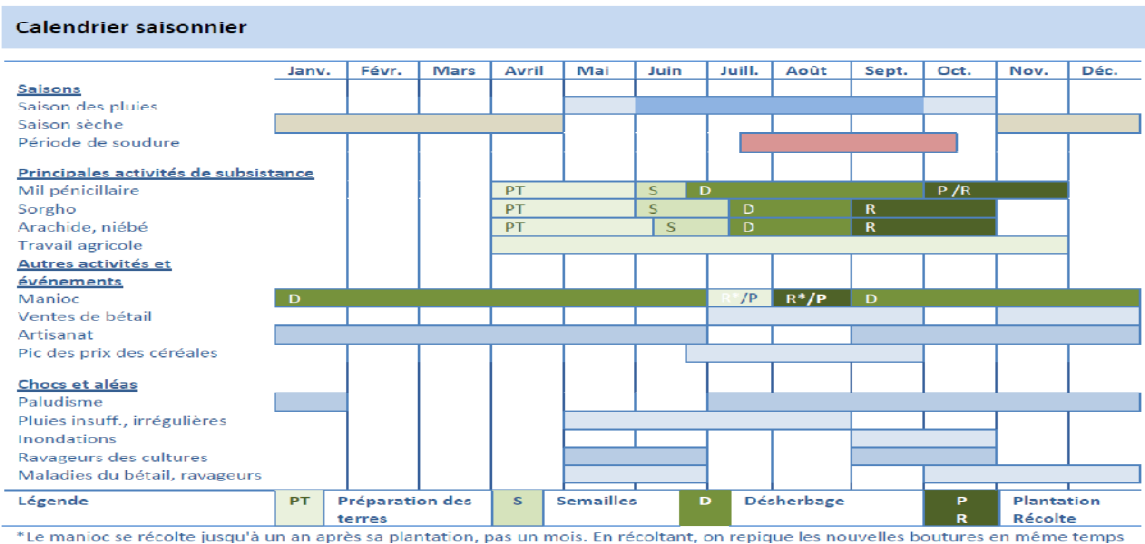 Calendrier saisonnier
Janv. Févr. Mars Avril Mai Juin Juill. Août Sept. Oct. Nov. Déc.
Saisons
Saison des pluies
Saison sèche
Période de soudure
Principales activités de subsistance
Mil pénicillaire PT S D P/R
Sorgho PT S D R
Arachide, niébé PT S D R
Travail agricole
Autres activités et
événements
Manioc D R*/P R*/P D
Ventes de bétail
Artisanat
Pic des prix des céréales
Chocs et aléas
Paludisme
Pluies insuff., irrégulières
Inondations
Ravageurs des cultures
Maladies du bétail, ravageurs
Légende PT Préparation des S Semailles D Désherbage P Plantation
terres R Récolte
*Le manioc se récolte jusqu'à un an après sa plantation, pas un mois. En récoltant, on repique les nouvelles boutures en même temps